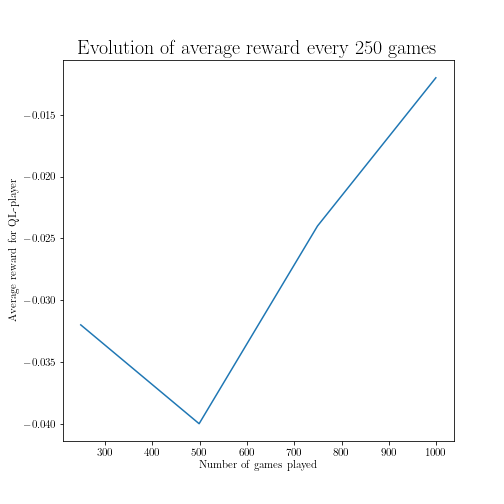 Evolution of average reward every 250 games
Average reward for QL-player
−0.015
−0.020
−0.025
−0.030
−0.035
−0.040
300 400 500 600 700 800 900 1000
Number of games played